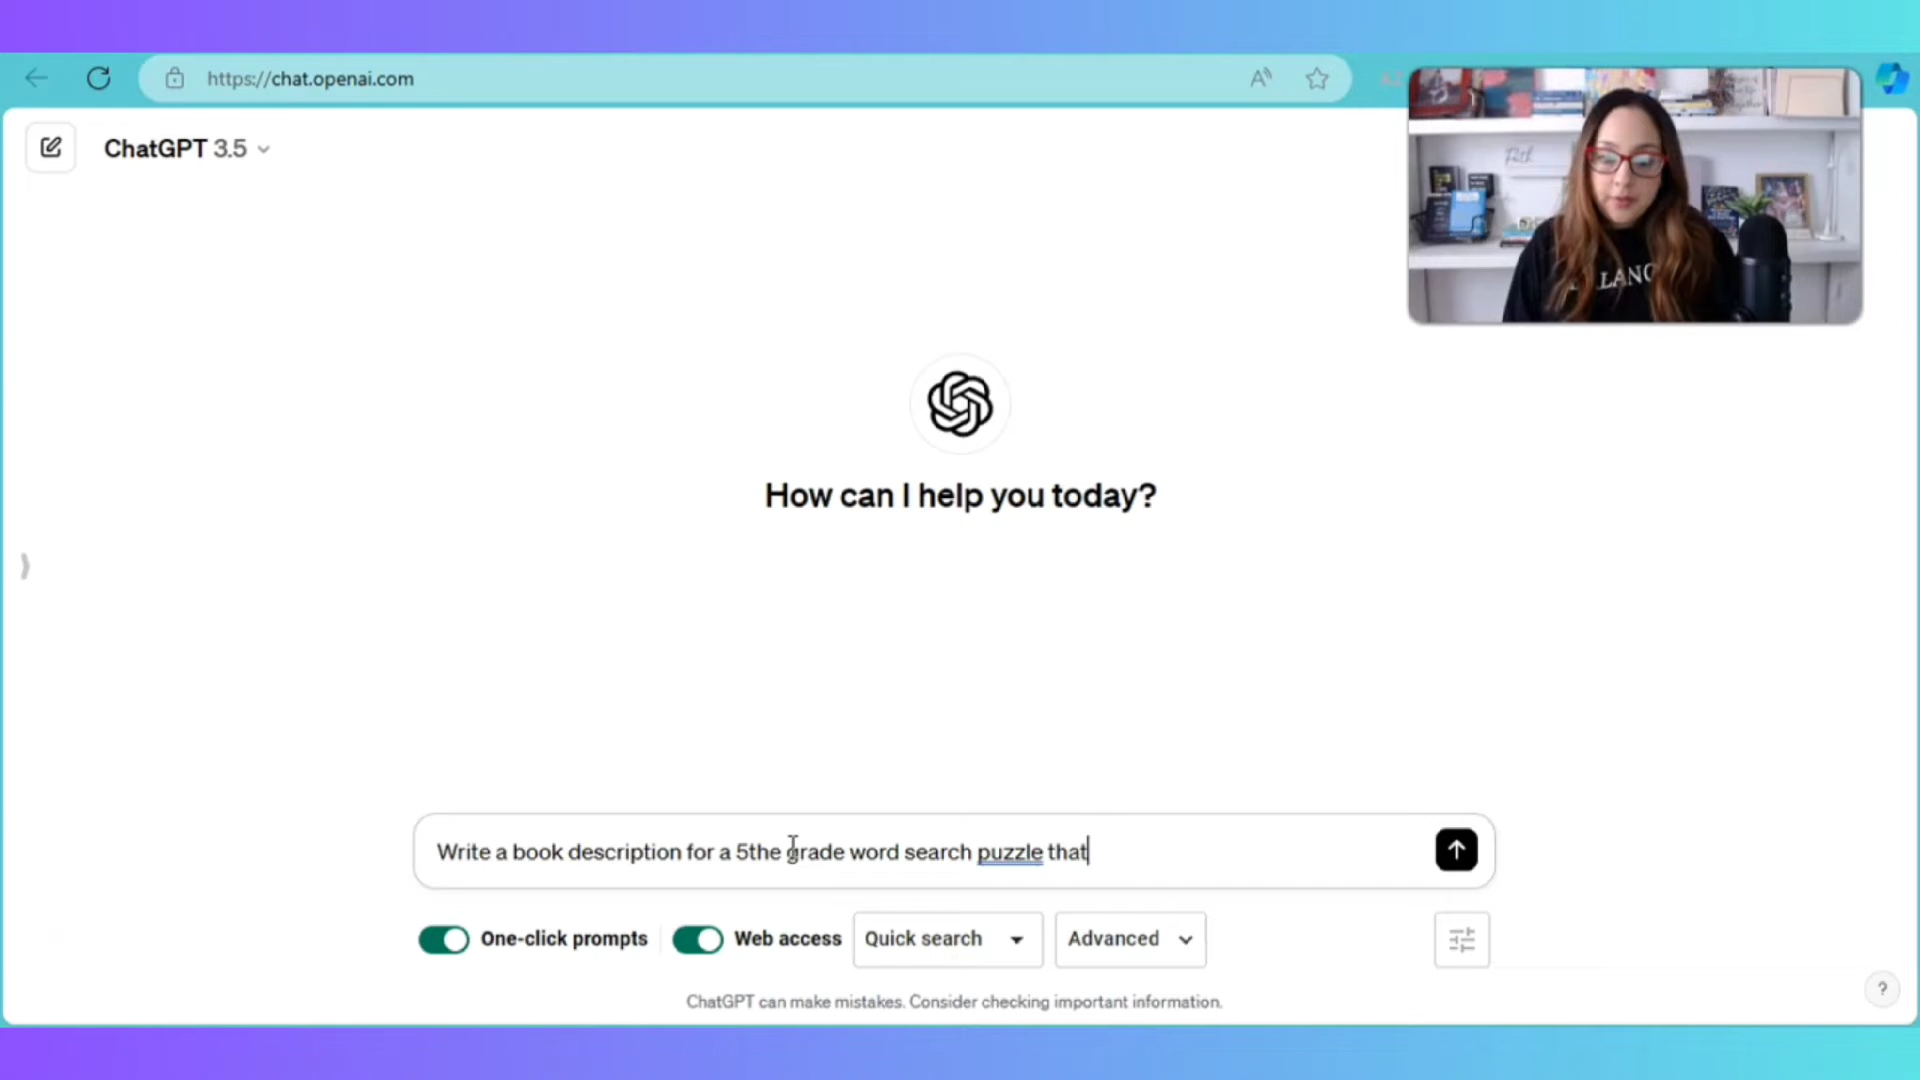 https://chat.openai.com
ChatGPT 3.5
How can I help you today?
Write a book description for a 5the grade word search puzzle that
One-click prompts
Web access
Quick search
Advanced
ChatGPT can make mistakes. Consider checking important information.
?